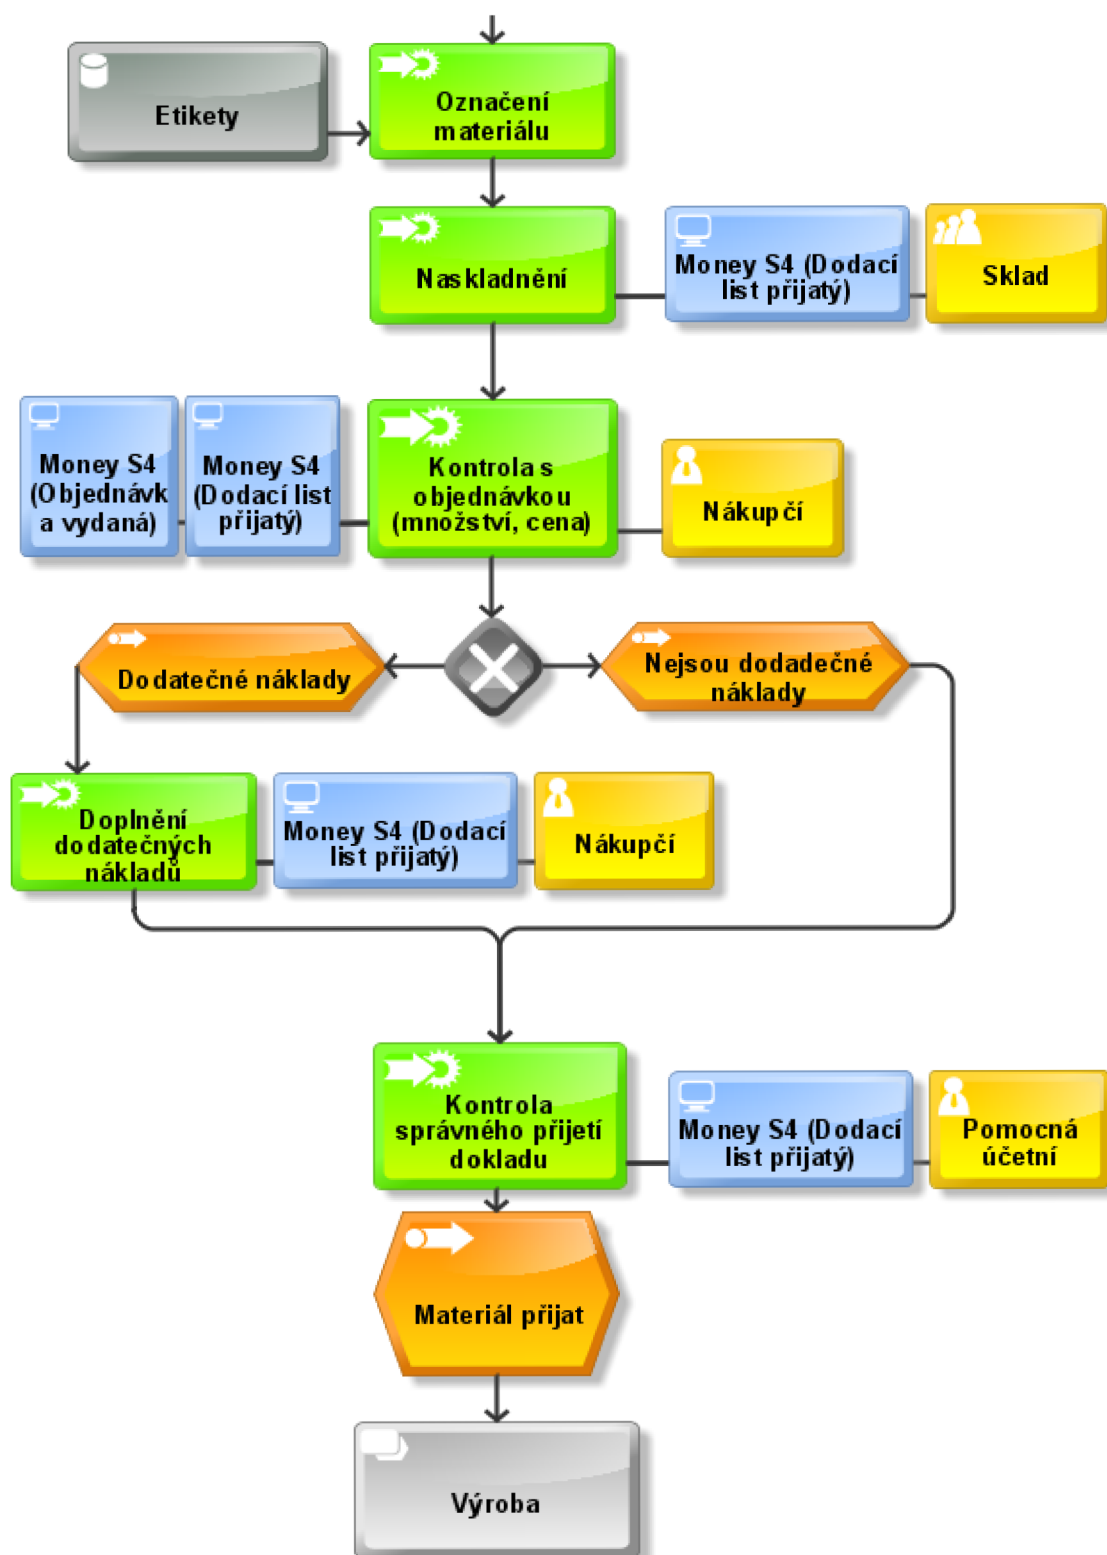 Etikety
Označení
materiálu
Naskladnění
Money S4 (Dodací
list přijatý)
Sklad
Money S4
(Objednávk
a vydaná)
Money S4
(Dodací list
přijatý)
Kontrola s
objednávkou
(množství, cena)
Nákupčí
Dodatečné náklady
Nejsou dodadečné
náklady
Doplnění
dodatečných
nákladů
Money S4 (Dodací
list přijatý)
Nákupčí
Kontrola
správného přijetí
dokladu
Money S4 (Dodací
list přijatý)
Pomocná
účetní
Materiál přijat
Výroba